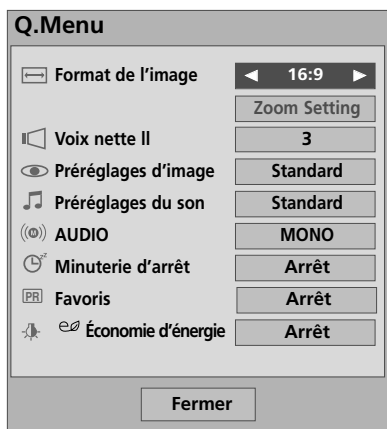 Q.Menu
Format de l'image ◄ 16:9 ►
Zoom Setting
Voix nette ll 3
Préréglages d'image Standard
Préréglages du son Standard
AUDIO MONO
Minuterie d'arrêt Arrêt
PR Favoris Arrêt
Économie d'énergie Arrêt
Fermer